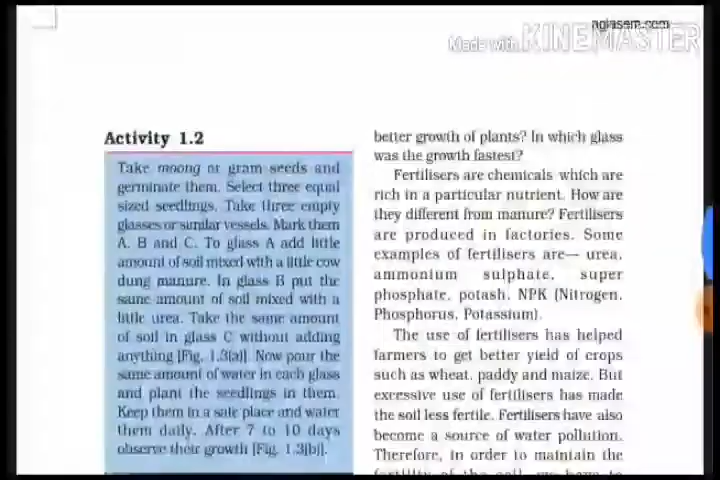 aglasem.com
Made with KINEMASTER
Activity 1.2
Take moong or gram seeds and
germinate them. Select three equal
sized seedlings. Take three empty
glasses or similar vessels. Mark them
A, B and C. To glass A add little
amount of soil mixed with a little cow
dung manure. In glass B put the
same amount of soil mixed with a
little urea. Take the same amount
of soil in glass C without adding
anything [Fig. 1.3(a)]. Now pour the
same amount of water in each glass
and plant the seedlings in them.
Keep them in a safe place and water
them daily. After 7 to 10 days
observe their growth [Fig. 1.3(b)].
better growth of plants? In which glass
was the growth fastest?
Fertilisers are chemicals which are
rich in a particular nutrient. How are
they different from manure? Fertilisers
are produced in factories. Some
examples of fertilisers are— urea,
ammonium sulphate, super
phosphate, potash, NPK (Nitrogen,
Phosphorus, Potassium).
The use of fertilisers has helped
farmers to get better yield of crops
such as wheat, paddy and maize. But
excessive use of fertilisers has made
the soil less fertile. Fertilisers have also
become a source of water pollution.
Therefore, in order to maintain the
fertility of the soil, we have to